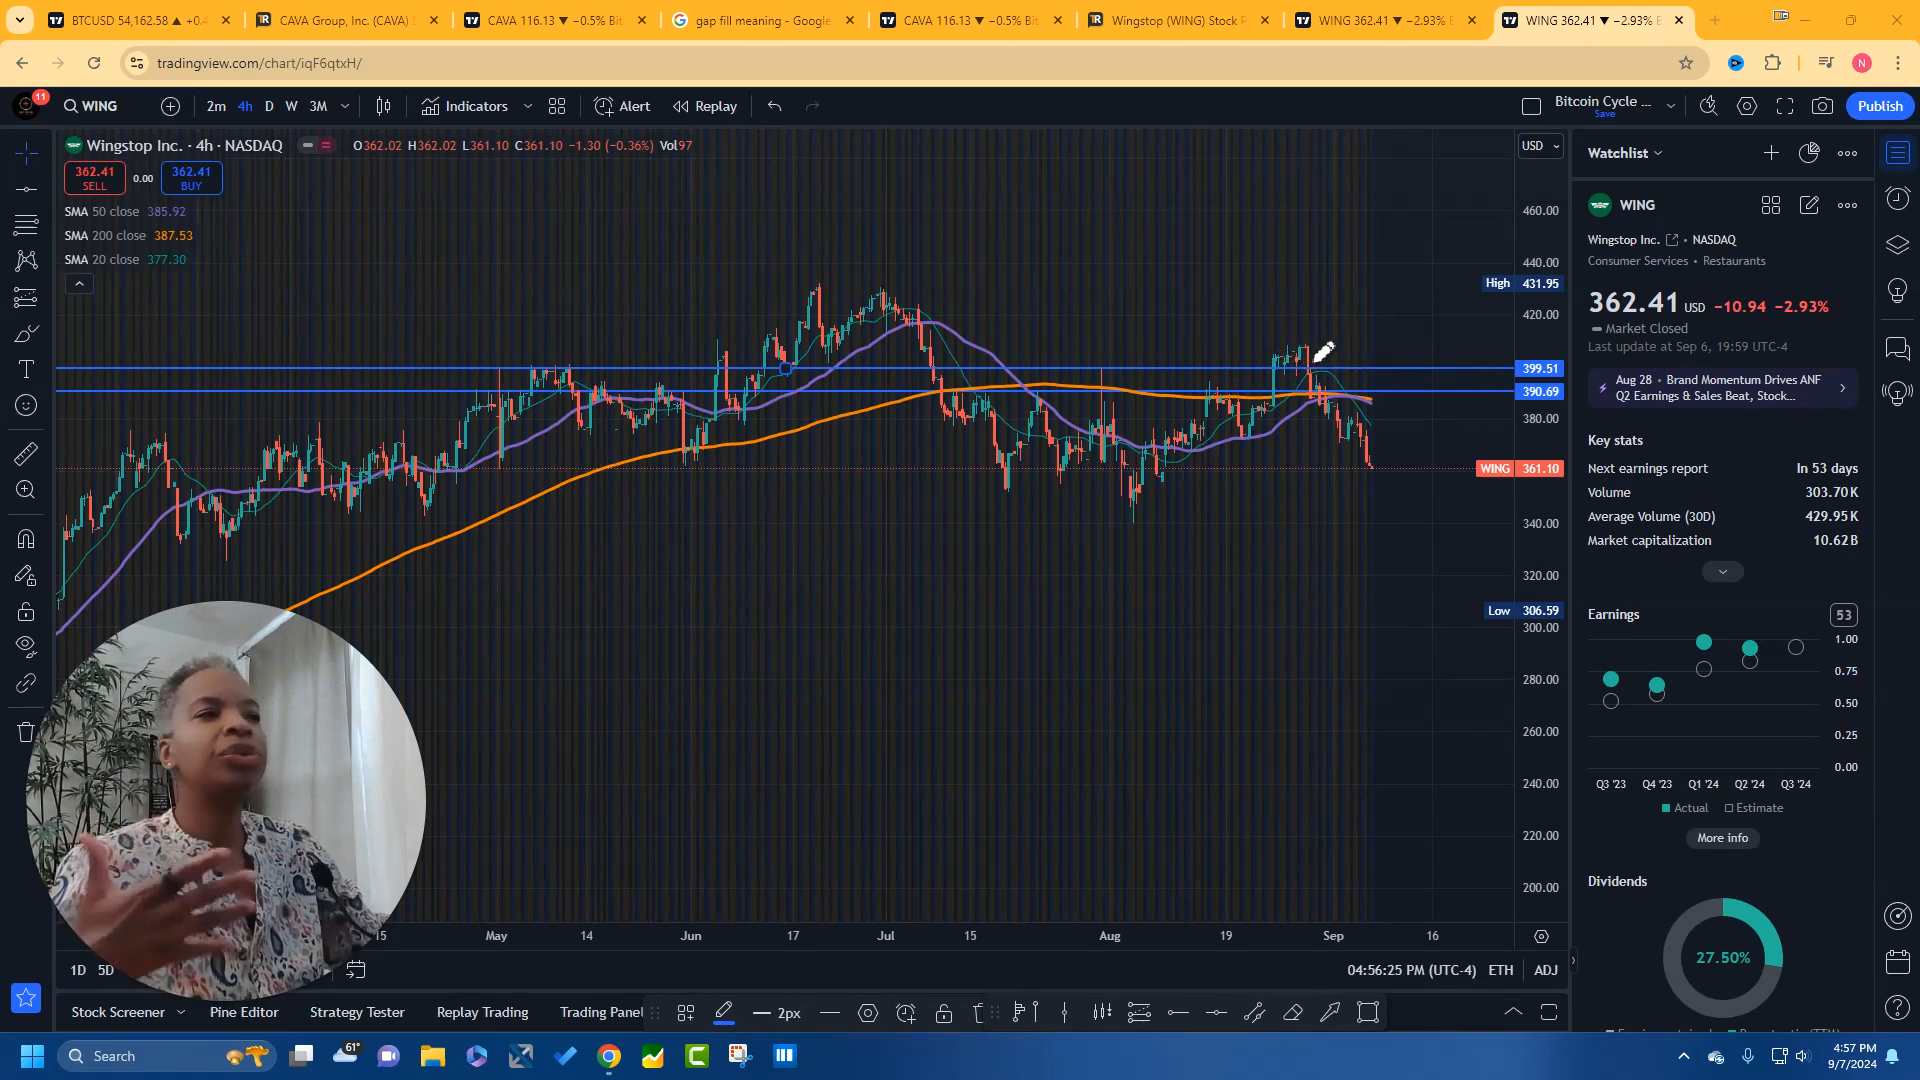 BTCUSD 54,162.58 ▲ +0.4
CAVA Group, Inc. (CAVA) S
CAVA 116.13 ▼ −0.5% Bit
gap fill meaning - Google
CAVA 116.13 ▼ −0.5% Bit
Wingstop (WING) Stock P
WING 362.41 ▼ −2.93% B
WING 362.41 ▼ −2.93% B
tradingview.com/chart/iqF6qtxH/
N
11
WING
2m
4h
D
W
3M
Indicators
Alert
Replay
Bitcoin Cycle ...
Save
Publish
Wingstop Inc. · 4h · NASDAQ
O362.02 H362.02 L361.10 C361.10 −1.30 (−0.36%) Vol97
USD
362.41
SELL
0.00
362.41
BUY
SMA 50 close 385.92
SMA 200 close 387.53
SMA 20 close 377.30
460.00
440.00
High 431.95
420.00
399.51
390.69
380.00
WING 361.10
340.00
320.00
Low 306.59
300.00
280.00
260.00
240.00
220.00
200.00
15
May
14
Jun
17
Jul
15
Aug
19
Sep
16
1D
5D
04:56:25 PM (UTC-4)
ETH
ADJ
Stock Screener
Pine Editor
Strategy Tester
Replay Trading
Trading Panel
2px
Watchlist
WING
Wingstop Inc. • NASDAQ
Consumer Services • Restaurants
362.41 USD −10.94 −2.93%
Market Closed
Last update at Sep 6, 19:59 UTC-4
Aug 28 • Brand Momentum Drives ANF
Q2 Earnings & Sales Beat, Stock...
Key stats
Next earnings report In 53 days
Volume 303.70 K
Average Volume (30D) 429.95 K
Market capitalization 10.62 B
Earnings 53
1.00
0.75
0.50
0.25
0.00
Q3 '23
Q4 '23
Q1 '24
Q2 '24
Q3 '24
Actual
Estimate
More info
Dividends
27.50%
Search
61°
4:57 PM
9/7/2024